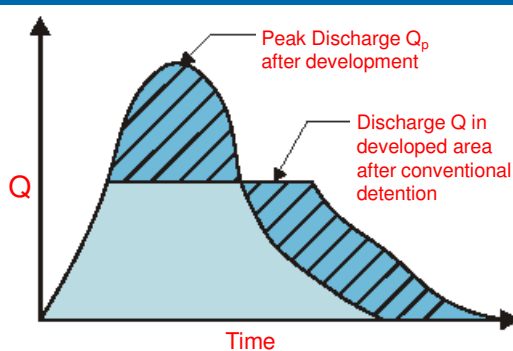 Peak Discharge Qp
after development
Discharge Q in
developed area
after conventional
detention
Q
Time